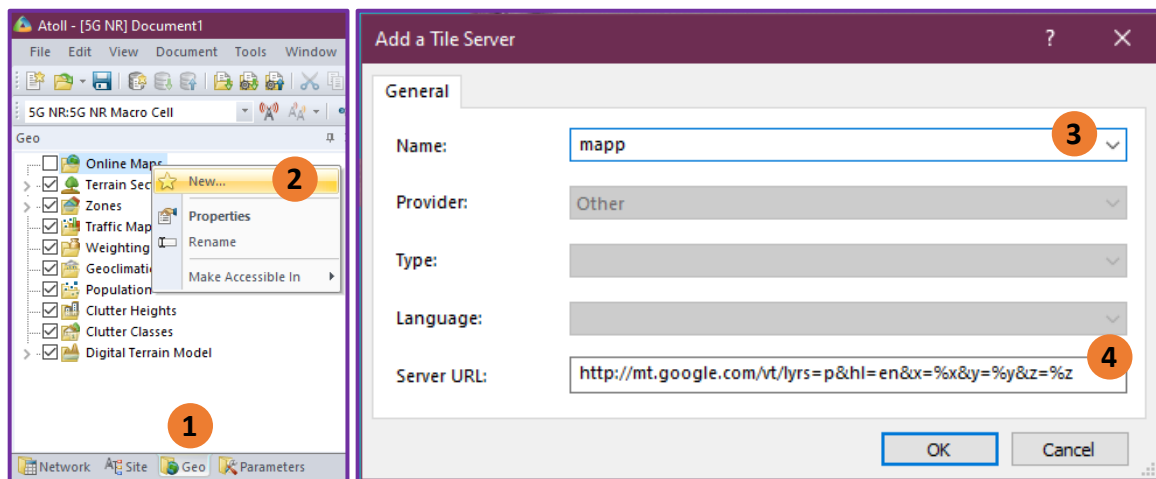 Atoll - [5G NR] Document1
File Edit View Document Tools Window
5G NR:5G NR Macro Cell
Geo
Online Maps
Terrain Sec
Zones
Traffic Map
Weighting
Geoclimati
Population
Clutter Heights
Clutter Classes
Digital Terrain Model
New... 2
Properties
Rename
Make Accessible In
1
Network Site Geo Parameters
Add a Tile Server ?
General
Name: mapp 3
Provider: Other
Type:
Language:
4
Server URL: http://mt.google.com/vt/lyrs=p&hl=en&x=%x&y=%y&z=%z
OK Cancel